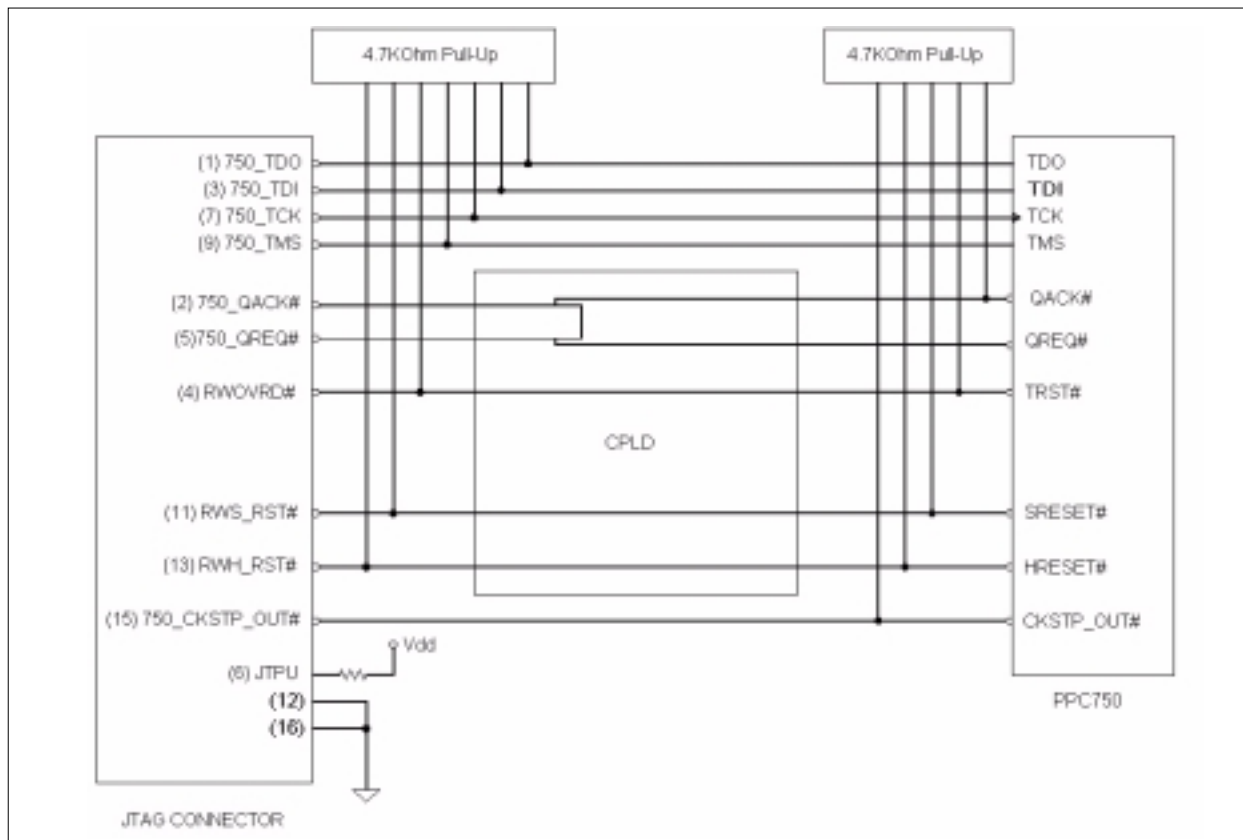 4.7KOhm Pull-Up
4.7KOhm Pull-Up
(1) 750_TDO
(3) 750_TDI
(7) 750_TCK
(9) 750_TMS
(2) 750_QACK#
(5)750_QREQ#
(4) RWOVRD#
(11) RWS_RST#
(13) RWH_RST#
(15) 750_CKSTP_OUT#
(6) JTPU
(12)
(16)
Vdd
CPLD
TDO
TDI
TCK
TMS
QACK#
QREQ#
TRST#
SRESET#
HRESET#
CKSTP_OUT#
PPC750
JTAG CONNECTOR